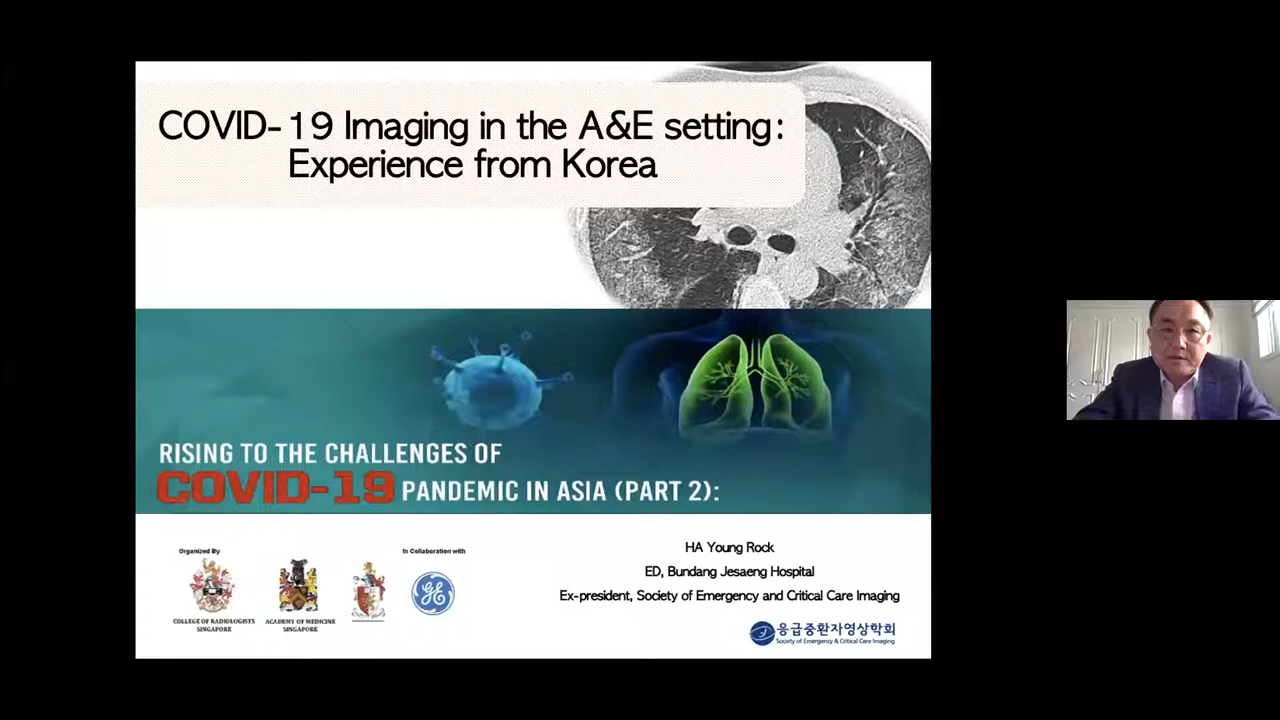 COVID-19 Imaging in the A&E setting:
Experience from Korea
RISING TO THE CHALLENGES OF
COVID-19 PANDEMIC IN ASIA (PART 2):
Organized By
In Collaboration with
COLLEGE OF RADIOLOGISTS
SINGAPORE
ACADEMY OF MEDICINE
SINGAPORE
GE
HA Young Rock
ED, Bundang Jesaeng Hospital
Ex-president, Society of Emergency and Critical Care Imaging
응급중환자영상학회
Society of Emergency & Critical Care Imaging